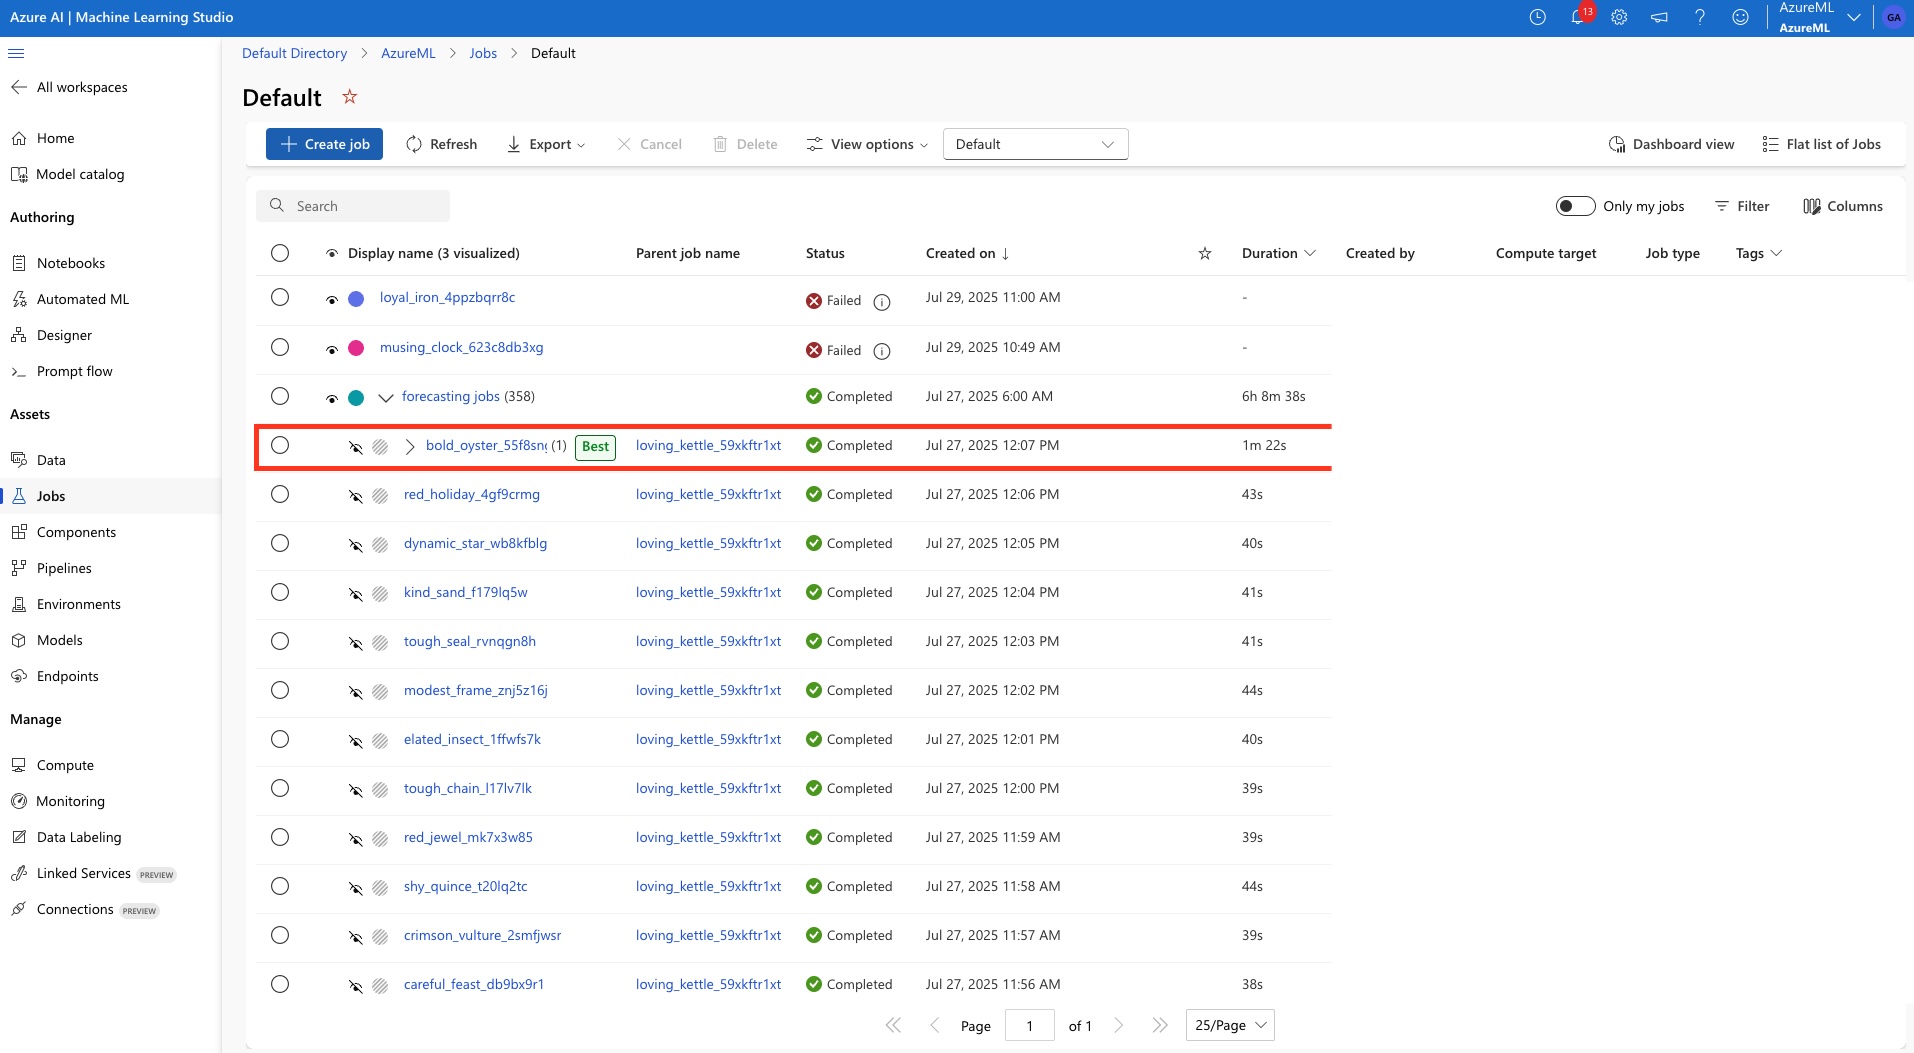 Azure AI | Machine Learning Studio
13
AzureML
AzureML
GA
All workspaces
Home
Model catalog
Authoring
Notebooks
Automated ML
Designer
Prompt flow
Assets
Data
Jobs
Components
Pipelines
Environments
Models
Endpoints
Manage
Compute
Monitoring
Data Labeling
Linked Services PREVIEW
Connections PREVIEW
Default Directory > AzureML > Jobs > Default
Default
Create job Refresh Export Cancel Delete View options Default Dashboard view Flat list of Jobs
Search Only my jobs Filter Columns
Display name (3 visualized) Parent job name Status Created on ↓ Duration Created by Compute target Job type Tags
loyal_iron_4ppzbqrr8c Failed Jul 29, 2025 11:00 AM -
musing_clock_623c8db3xg Failed Jul 29, 2025 10:49 AM -
forecasting jobs (358) Completed Jul 27, 2025 6:00 AM 6h 8m 38s
bold_oyster_55f8sn (1) Best loving_kettle_59xkftr1xt Completed Jul 27, 2025 12:07 PM 1m 22s
red_holiday_4gf9crmg loving_kettle_59xkftr1xt Completed Jul 27, 2025 12:06 PM 43s
dynamic_star_wb8kfblg loving_kettle_59xkftr1xt Completed Jul 27, 2025 12:05 PM 40s
kind_sand_f179lq5w loving_kettle_59xkftr1xt Completed Jul 27, 2025 12:04 PM 41s
tough_seal_rvnqgn8h loving_kettle_59xkftr1xt Completed Jul 27, 2025 12:03 PM 41s
modest_frame_znj5z16j loving_kettle_59xkftr1xt Completed Jul 27, 2025 12:02 PM 44s
elated_insect_1ffwfs7k loving_kettle_59xkftr1xt Completed Jul 27, 2025 12:01 PM 40s
tough_chain_l17lv7lk loving_kettle_59xkftr1xt Completed Jul 27, 2025 12:00 PM 39s
red_jewel_mk7x3w85 loving_kettle_59xkftr1xt Completed Jul 27, 2025 11:59 AM 39s
shy_quince_t20lq2tc loving_kettle_59xkftr1xt Completed Jul 27, 2025 11:58 AM 44s
crimson_vulture_2smfjwsr loving_kettle_59xkftr1xt Completed Jul 27, 2025 11:57 AM 39s
careful_feast_db9bx9r1 loving_kettle_59xkftr1xt Completed Jul 27, 2025 11:56 AM 38s
Page 1 of 1 25/Page